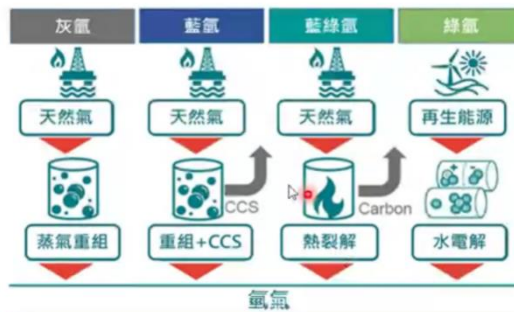 灰氫 藍氫 藍綠氫 綠氫
天然氣 天然氣 天然氣 再生能源
CCS Carbon
蒸氣重組 重組+CCS 熱裂解 水電解
氫氣